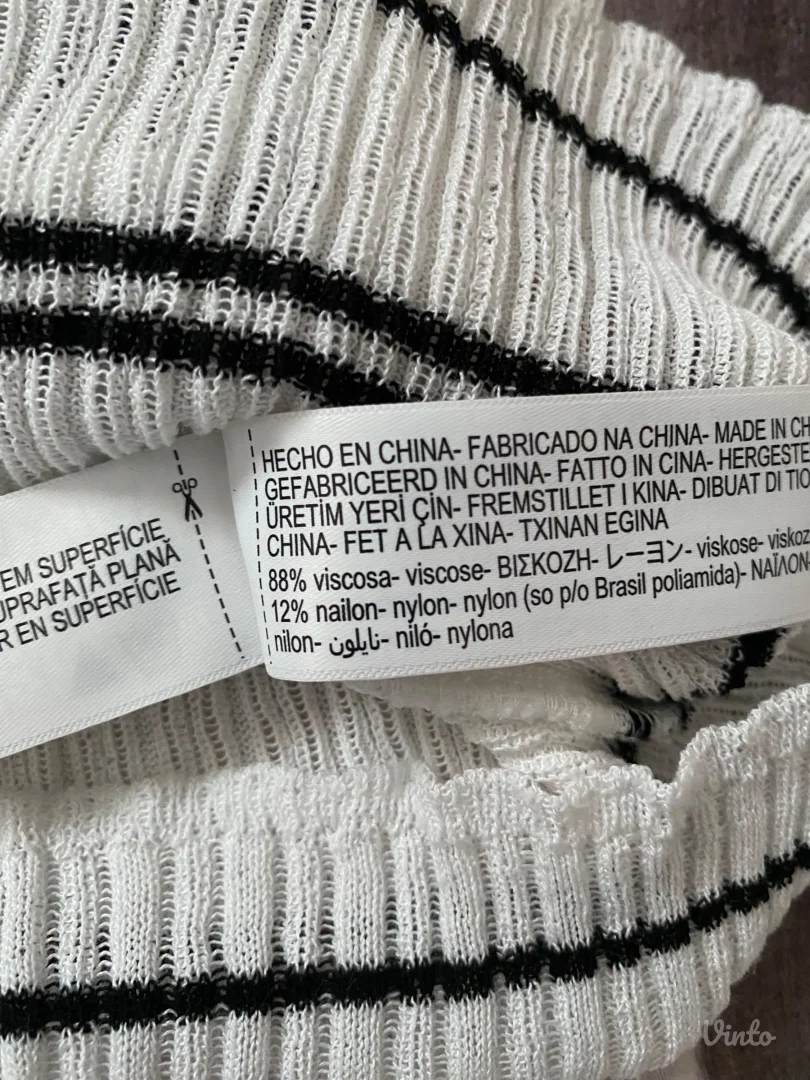 EM SUPERFÍCIE
UPRAFAȚĂ PLANĂ
R EN SUPERFÍCIE
HECHO EN CHINA- FABRICADO NA CHINA- MADE IN CH
GEFABRICEERD IN CHINA- FATTO IN CINA- HERGESTE
ÜRETİM YERİ ÇİN- FREMSTILLET I KINA- DIBUAT DI TIO
CHINA- FET A LA XINA- TXINAN EGINA
88% viscosa- viscose- ΒΙΣΚΟΖΗ- レーヨン- viskose- viskoz
12% nailon- nylon- nylon (so p/o Brasil poliamida)- ΝΑΪΛΟΝ-
nilon- نايلون- niló- nylona
Vinto